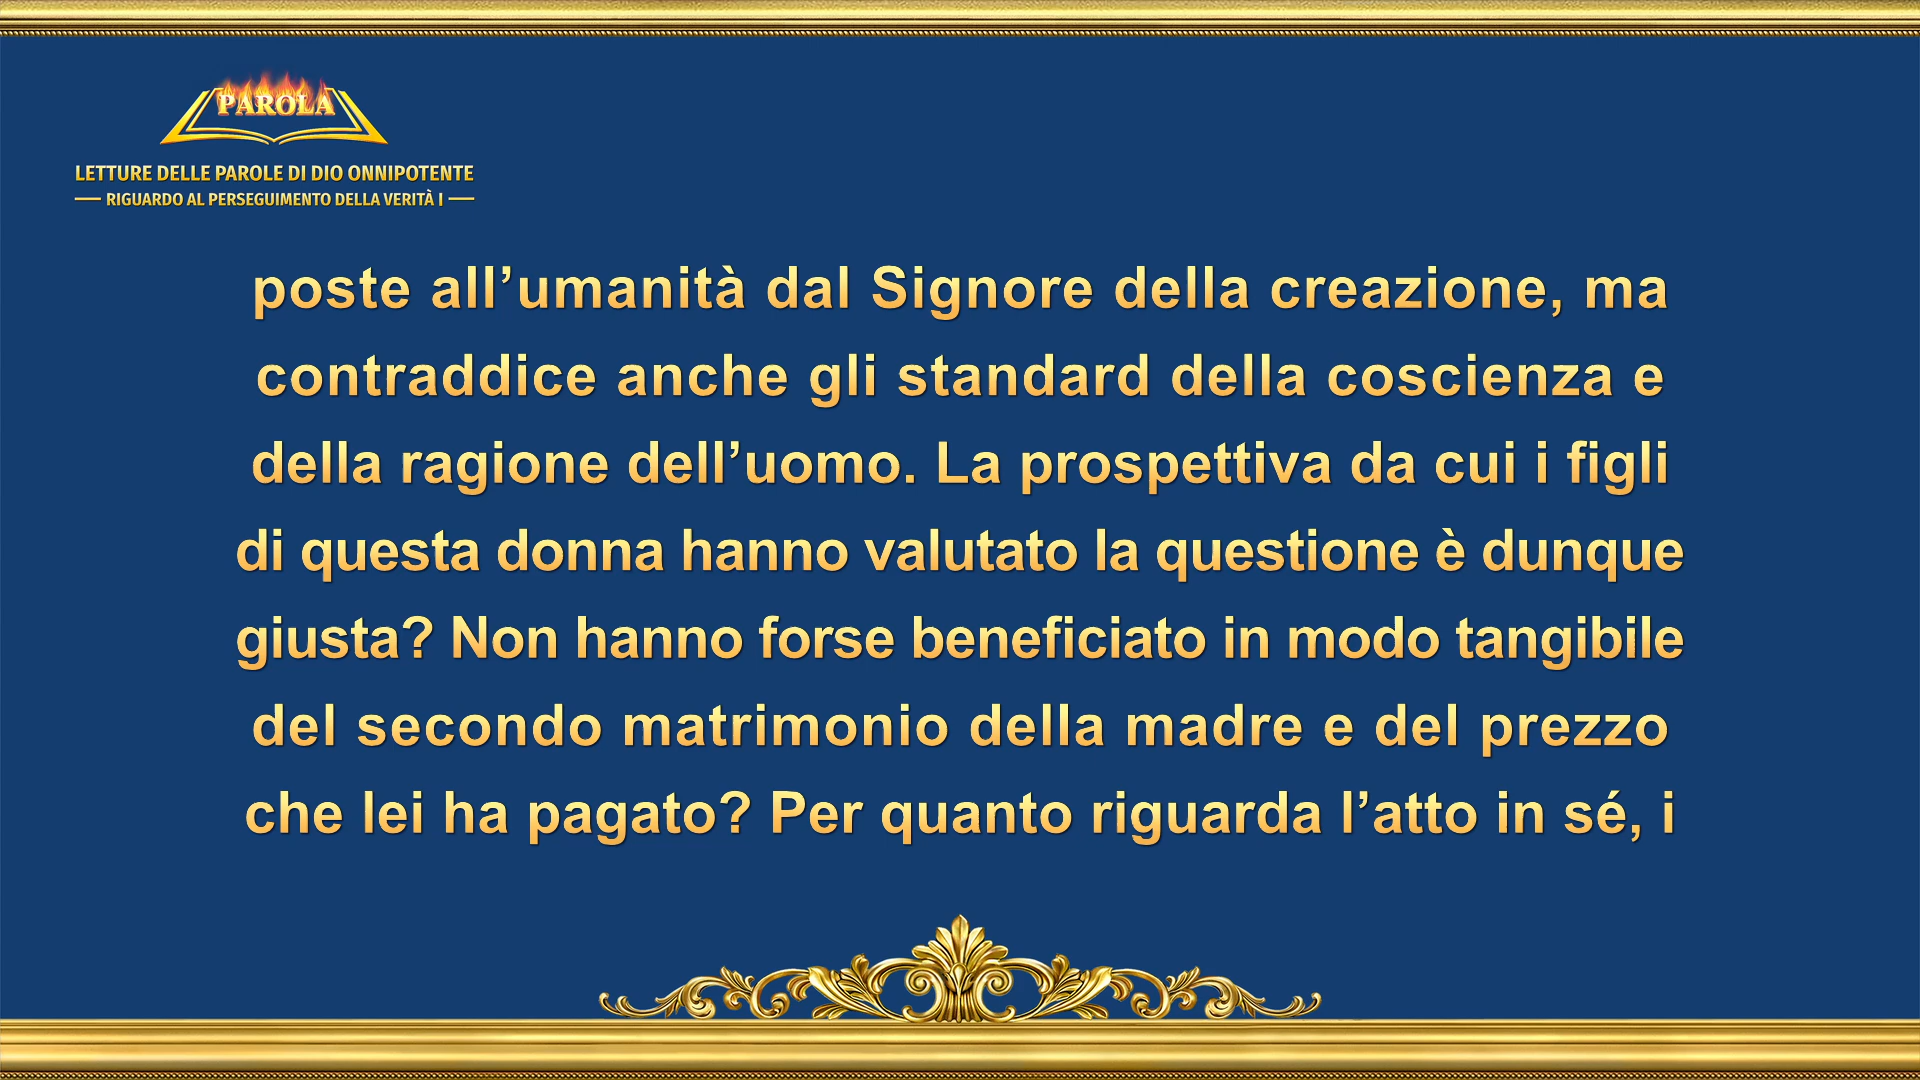 PAROLA
LETTURE DELLE PAROLE DI DIO ONNIPOTENTE
RIGUARDO AL PERSEGUIMENTO DELLA VERITÀ I
poste all’umanità dal Signore della creazione, ma
contraddice anche gli standard della coscienza e
della ragione dell’uomo. La prospettiva da cui i figli
di questa donna hanno valutato la questione è dunque
giusta? Non hanno forse beneficiato in modo tangibile
del secondo matrimonio della madre e del prezzo
che lei ha pagato? Per quanto riguarda l’atto in sé, i